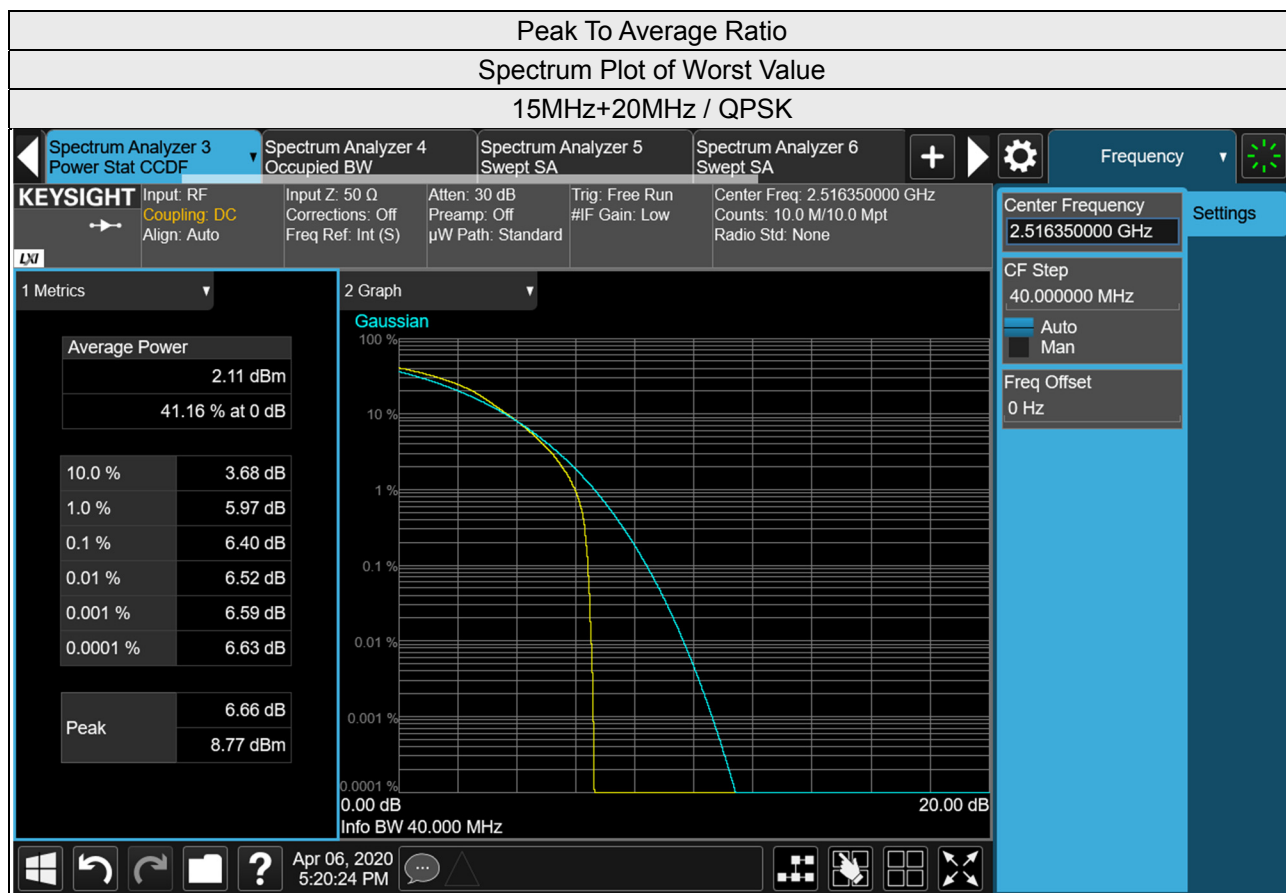 Peak To Average Ratio
Spectrum Plot of Worst Value
15MHz+20MHz / QPSK
Spectrum Analyzer 3
Power Stat CCDF
Spectrum Analyzer 4
Occupied BW
Spectrum Analyzer 5
Swept SA
Spectrum Analyzer 6
Swept SA
Frequency
KEYSIGHT
LXI
Input: RF
Coupling: DC
Align: Auto
Input Z: 50 Ω
Corrections: Off
Freq Ref: Int (S)
Atten: 30 dB
Preamp: Off
µW Path: Standard
Trig: Free Run
#IF Gain: Low
Center Freq: 2.516350000 GHz
Counts: 10.0 M/10.0 Mpt
Radio Std: None
Center Frequency
2.516350000 GHz
Settings
CF Step
40.000000 MHz
Auto
Man
Freq Offset
0 Hz
1 Metrics
Average Power
2.11 dBm
41.16 % at 0 dB
10.0 % 3.68 dB
1.0 % 5.97 dB
0.1 % 6.40 dB
0.01 % 6.52 dB
0.001 % 6.59 dB
0.0001 % 6.63 dB
Peak
6.66 dB
8.77 dBm
2 Graph
Gaussian
100 %
10 %
1 %
0.1 %
0.01 %
0.001 %
0.0001 %
0.00 dB 20.00 dB
Info BW 40.000 MHz
?
Apr 06, 2020
5:20:24 PM